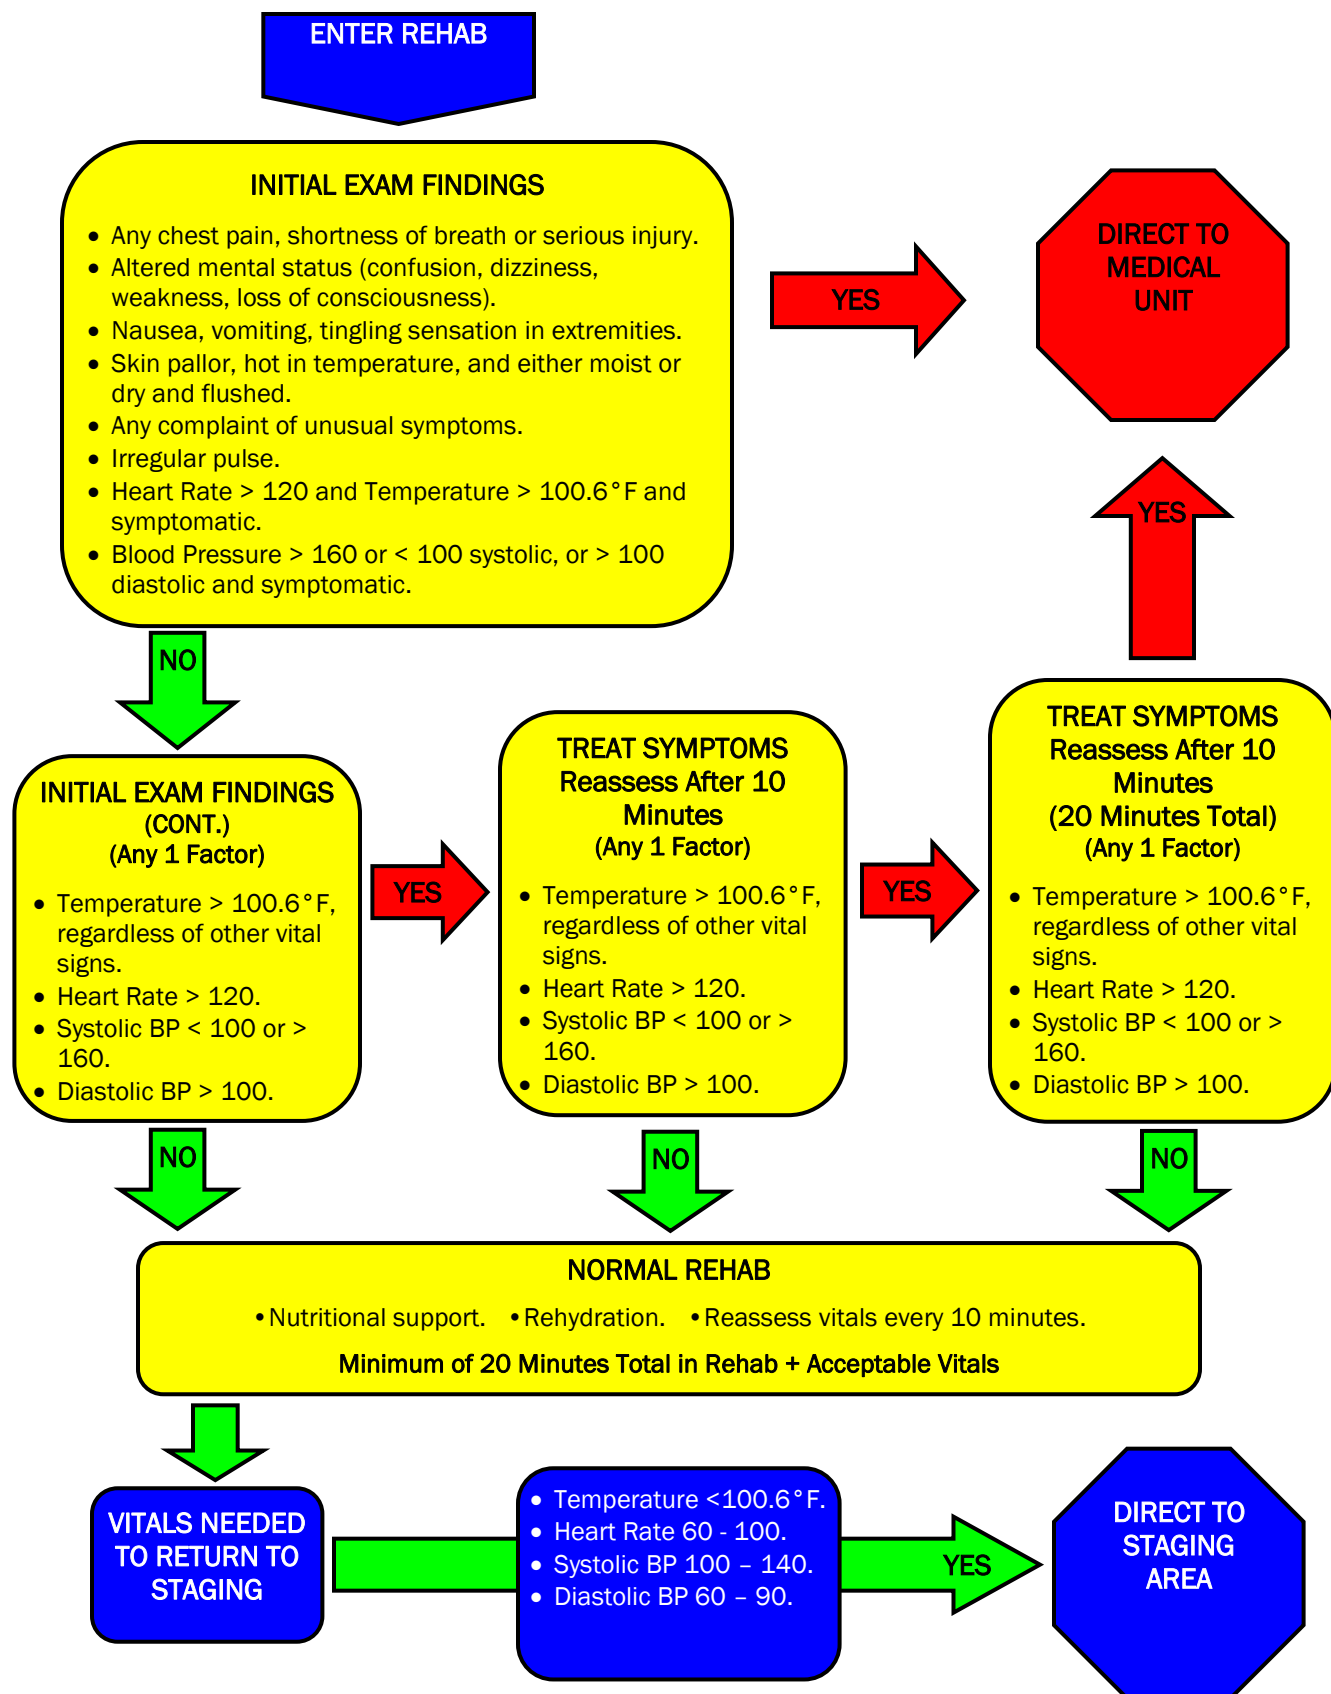 ENTER REHAB
INITIAL EXAM FINDINGS
• Any chest pain, shortness of breath or serious injury.
• Altered mental status (confusion, dizziness,
weakness, loss of consciousness).
• Nausea, vomiting, tingling sensation in extremities.
• Skin pallor, hot in temperature, and either moist or
dry and flushed.
• Any complaint of unusual symptoms.
• Irregular pulse.
• Heart Rate > 120 and Temperature > 100.6°F and
symptomatic.
• Blood Pressure > 160 or < 100 systolic, or > 100
diastolic and symptomatic.
YES
DIRECT TO
MEDICAL
UNIT
YES
NO
INITIAL EXAM FINDINGS
(CONT.)
(Any 1 Factor)
• Temperature > 100.6°F,
regardless of other vital
signs.
• Heart Rate > 120.
• Systolic BP < 100 or >
160.
• Diastolic BP > 100.
YES
TREAT SYMPTOMS
Reassess After 10
Minutes
(Any 1 Factor)
• Temperature > 100.6°F,
regardless of other vital
signs.
• Heart Rate > 120.
• Systolic BP < 100 or >
160.
• Diastolic BP > 100.
YES
TREAT SYMPTOMS
Reassess After 10
Minutes
(20 Minutes Total)
(Any 1 Factor)
• Temperature > 100.6°F,
regardless of other vital
signs.
• Heart Rate > 120.
• Systolic BP < 100 or >
160.
• Diastolic BP > 100.
NO
NO
NO
NORMAL REHAB
•Nutritional support. •Rehydration. •Reassess vitals every 10 minutes.
Minimum of 20 Minutes Total in Rehab + Acceptable Vitals
VITALS NEEDED
TO RETURN TO
STAGING
• Temperature <100.6°F.
• Heart Rate 60 - 100.
• Systolic BP 100 – 140.
• Diastolic BP 60 – 90.
YES
DIRECT TO
STAGING
AREA